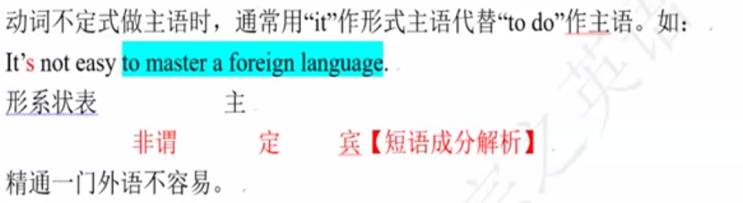 动词不定式做主语时，通常用“it”作形式主语代替“to do”作主语。如：
It’s not easy to master a foreign language.
形系状表 主
非谓 定 宾【短语成分解析】
精通一门外语不容易。
之英语